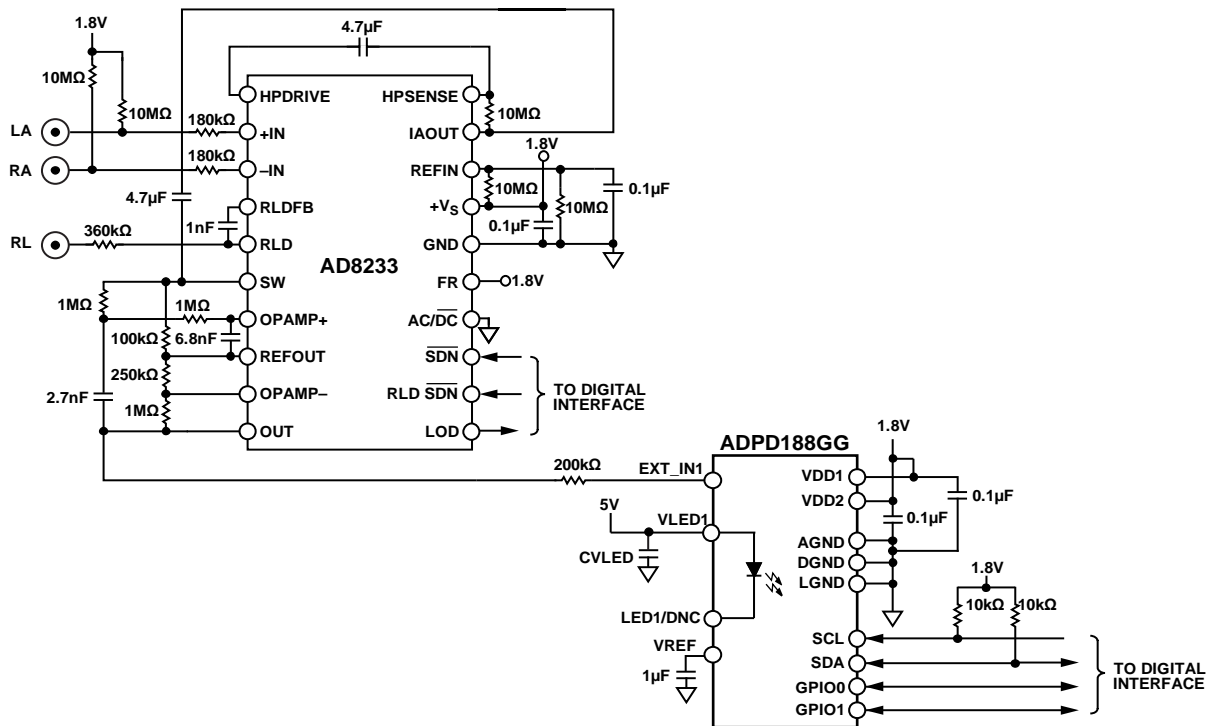 4.7µF
1.8V
10MΩ
10MΩ
HPDRIVE
HPSENSE
10MΩ
LA
180kΩ
+IN
IAOUT
1.8V
RA
180kΩ
–IN
REFIN
10MΩ
0.1µF
4.7µF
RLDFB
+VS
0.1µF
10MΩ
1nF
RL
360kΩ
RLD
GND
AD8233
SW
FR
1.8V
1MΩ
1MΩ
OPAMP+
AC/DC
100kΩ
6.8nF
REFOUT
SDN
250kΩ
2.7nF
OPAMP–
RLD SDN
TO DIGITAL
INTERFACE
1MΩ
OUT
LOD
ADPD188GG
1.8V
200kΩ
EXT_IN1
VDD1
0.1µF
VDD2
5V
VLED1
0.1µF
CVLED
AGND
DGND
LGND
1.8V
10kΩ
10kΩ
LED1/DNC
SCL
VREF
SDA
1µF
GPIO0
TO DIGITAL
INTERFACE
GPIO1